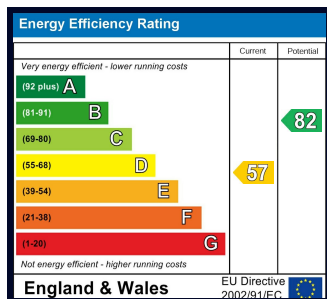 Energy Efficiency Rating
Current
Potential
Very energy efficient - lower running costs
(92 plus) A
(81-91) B
82
(69-80) C
(55-68) D
57
(39-54) E
(21-38) F
(1-20) G
Not energy efficient - higher running costs
England & Wales
EU Directive
2002/91/EC